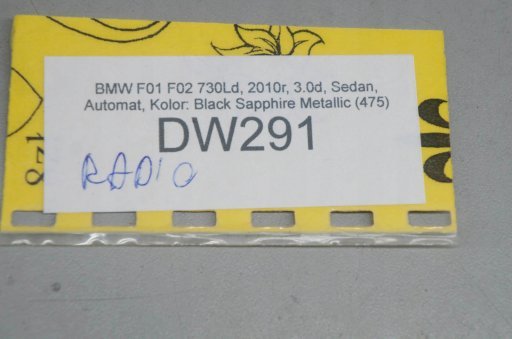 BMW F01 F02 730Ld, 2010r, 3.0d, Sedan,
Automat, Kolor: Black Sapphire Metallic (475)
DW291
RADIO